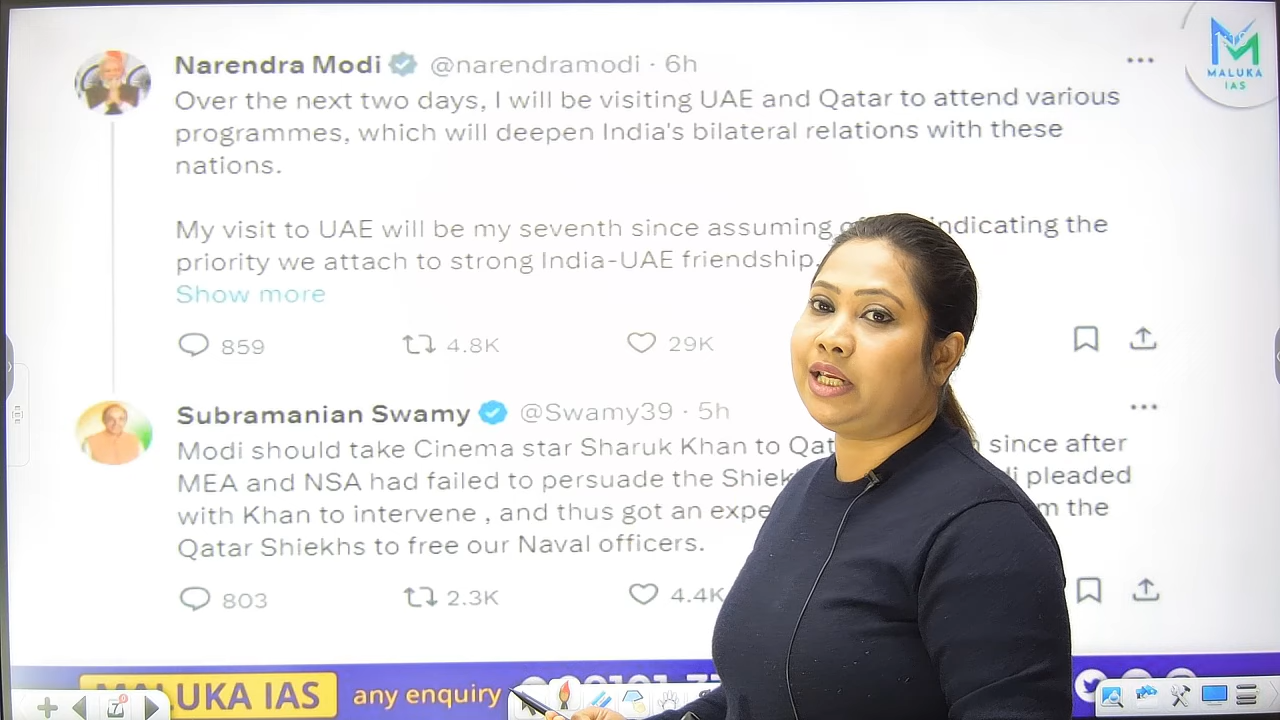 Narendra Modi @narendramodi · 6h
Over the next two days, I will be visiting UAE and Qatar to attend various
programmes, which will deepen India's bilateral relations with these
nations.
My visit to UAE will be my seventh since assuming indicating the
priority we attach to strong India-UAE friendship.
Show more
859 4.8K 29K
Subramanian Swamy @Swamy39 · 5h
Modi should take Cinema star Sharuk Khan to since after
MEA and NSA had failed to persuade the pleaded
with Khan to intervene , and thus got an the
Qatar Shiekhs to free our Naval officers.
803 2.3K 4.4K
MALUKA
IAS
MALUKA IAS any enquiry
7